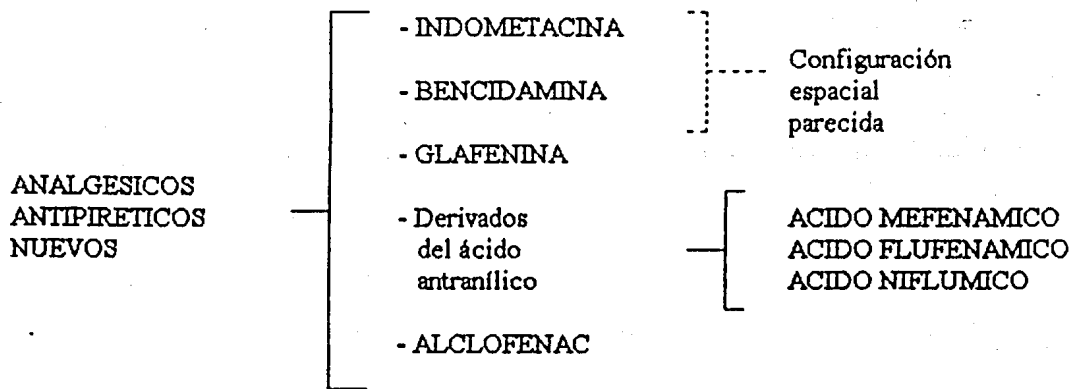 ANALGESICOS
ANTIPIRETICOS
NUEVOS
- INDOMETACINA
- BENCIDAMINA
Configuración
espacial
parecida
- GLAFENINA
- Derivados
del ácido
antranílico
ACIDO MEFENAMICO
ACIDO FLUFENAMICO
ACIDO NIFLUMICO
- ALCLOFENAC